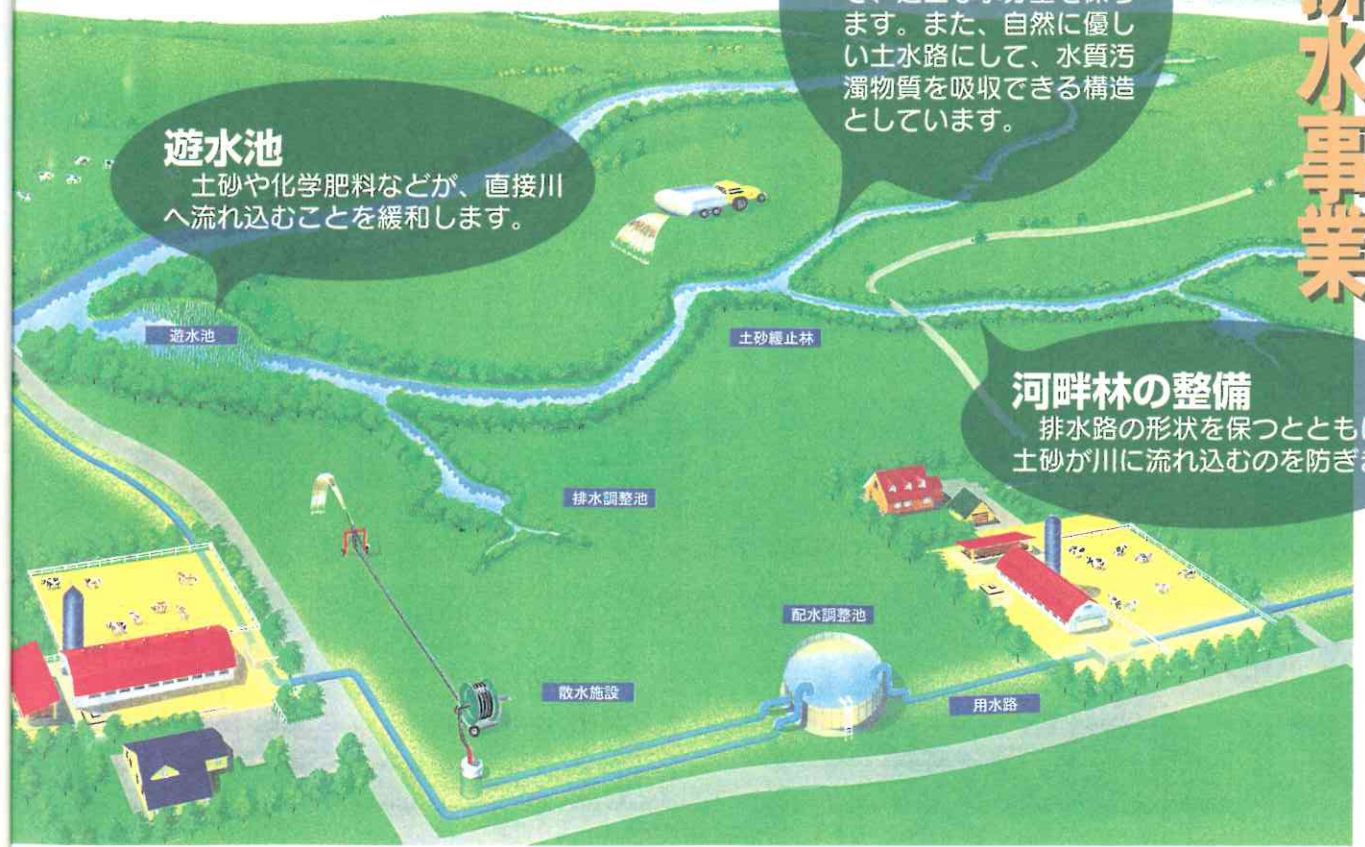 ます。また、自然に優し
い土水路にして、水質汚
濁物質を吸収できる構造
としています。
水事業
遊水池
土砂や化学肥料などが、直接川
へ流れ込むことを緩和します。
遊水池
土砂緩止林
河畔林の整備
排水路の形状を保つととも
土砂が川に流れ込むのを防ぎ
排水調整池
配水調整池
散水施設
用水路